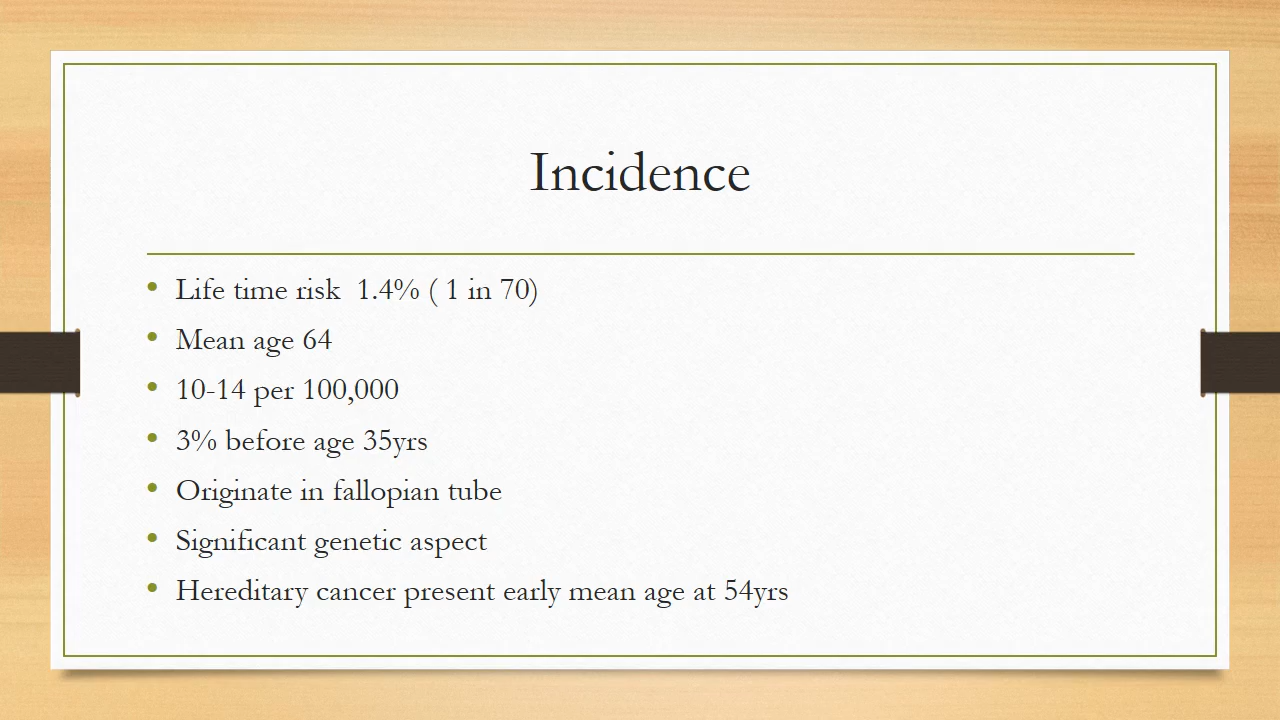 Incidence
• Life time risk  1.4% ( 1 in 70)
• Mean age 64
• 10-14 per 100,000
• 3% before age 35yrs
• Originate in fallopian tube
• Significant genetic aspect
• Hereditary cancer present early mean age at 54yrs